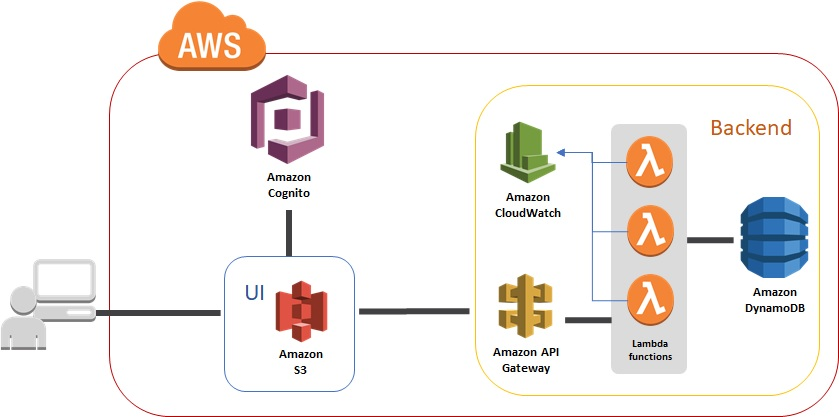 AWS
Amazon
Cognito
UI
Amazon
S3
Backend
Amazon
CloudWatch
Amazon API
Gateway
Lambda
functions
Amazon
DynamoDB